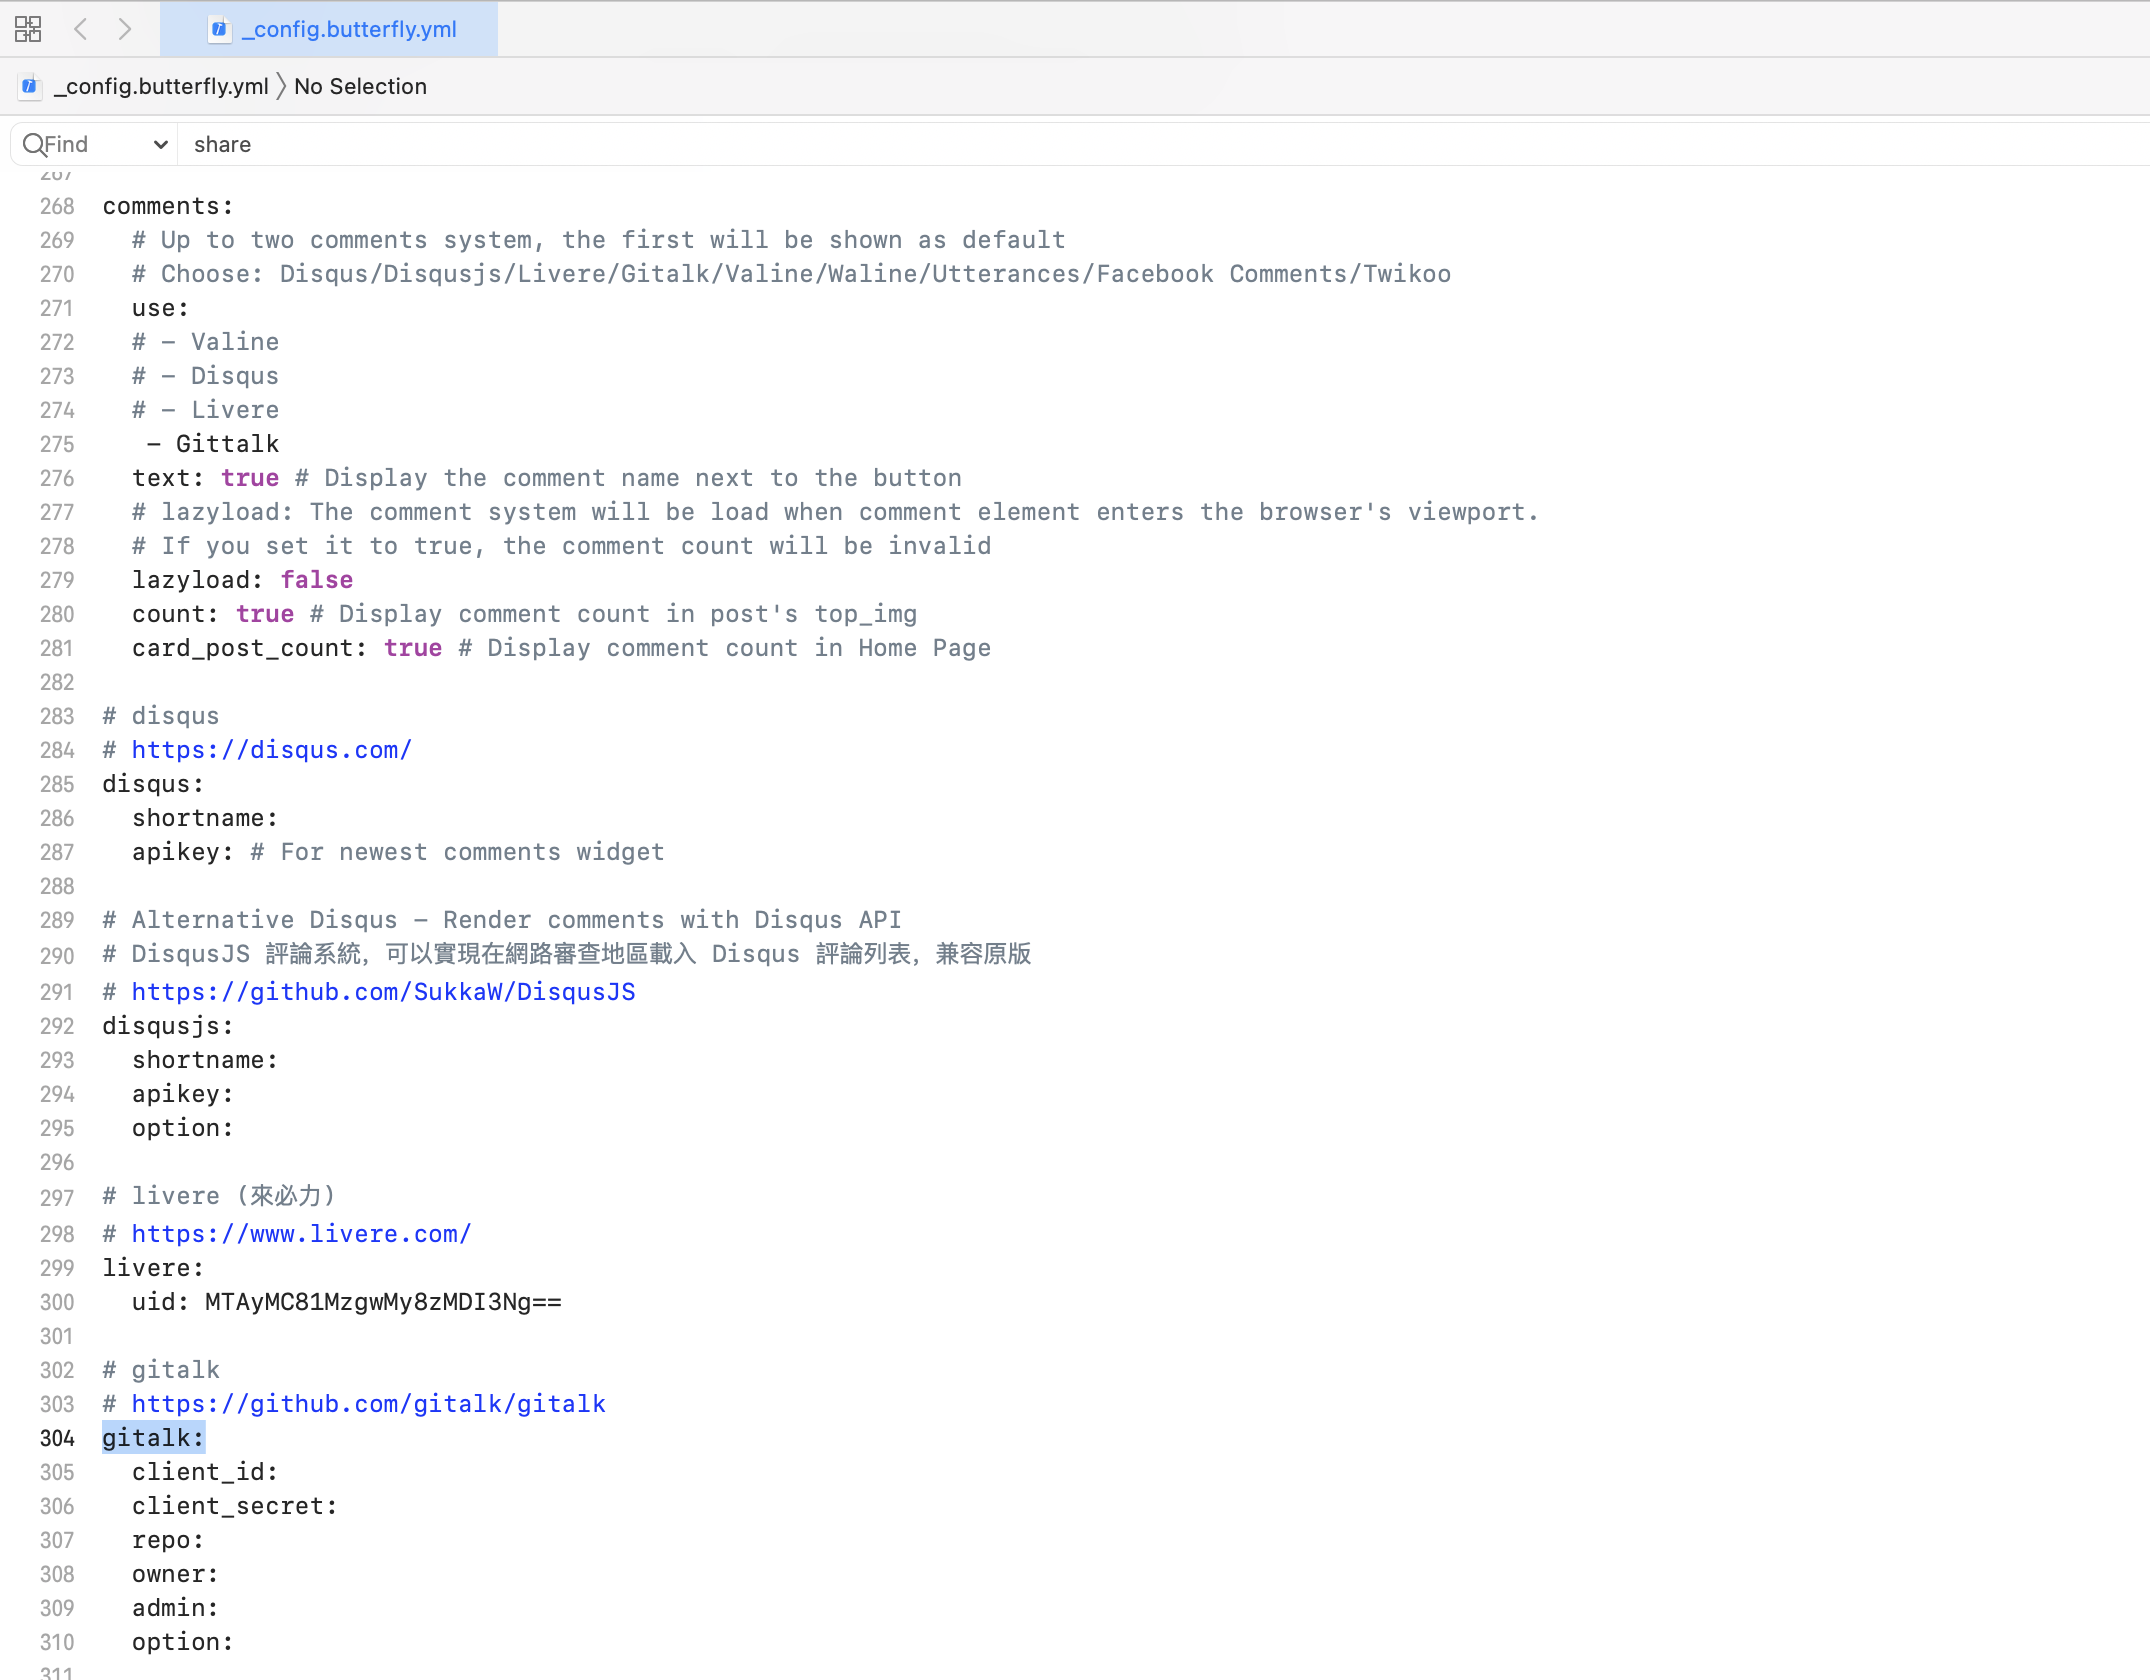 _config.butterfly.yml
_config.butterfly.yml 〉 No Selection
Find share
267
268 comments:
269 # Up to two comments system, the first will be shown as default
270 # Choose: Disqus/Disqusjs/Livere/Gitalk/Valine/Waline/Utterances/Facebook Comments/Twikoo
271 use:
272 # - Valine
273 # - Disqus
274 # - Livere
275 - Gittalk
276 text: true # Display the comment name next to the button
277 # lazyload: The comment system will be load when comment element enters the browser's viewport.
278 # If you set it to true, the comment count will be invalid
279 lazyload: false
280 count: true # Display comment count in post's top_img
281 card_post_count: true # Display comment count in Home Page
282
283 # disqus
284 # https://disqus.com/
285 disqus:
286 shortname:
287 apikey: # For newest comments widget
288
289 # Alternative Disqus - Render comments with Disqus API
290 # DisqusJS 評論系統，可以實現在網路審查地區載入 Disqus 評論列表，兼容原版
291 # https://github.com/SukkaW/DisqusJS
292 disqusjs:
293 shortname:
294 apikey:
295 option:
296
297 # livere (來必力)
298 # https://www.livere.com/
299 livere:
300 uid: MTAyMC81MzgwMy8zMDI3Ng==
301
302 # gitalk
303 # https://github.com/gitalk/gitalk
304 gitalk:
305 client_id:
306 client_secret:
307 repo:
308 owner:
309 admin:
310 option:
311